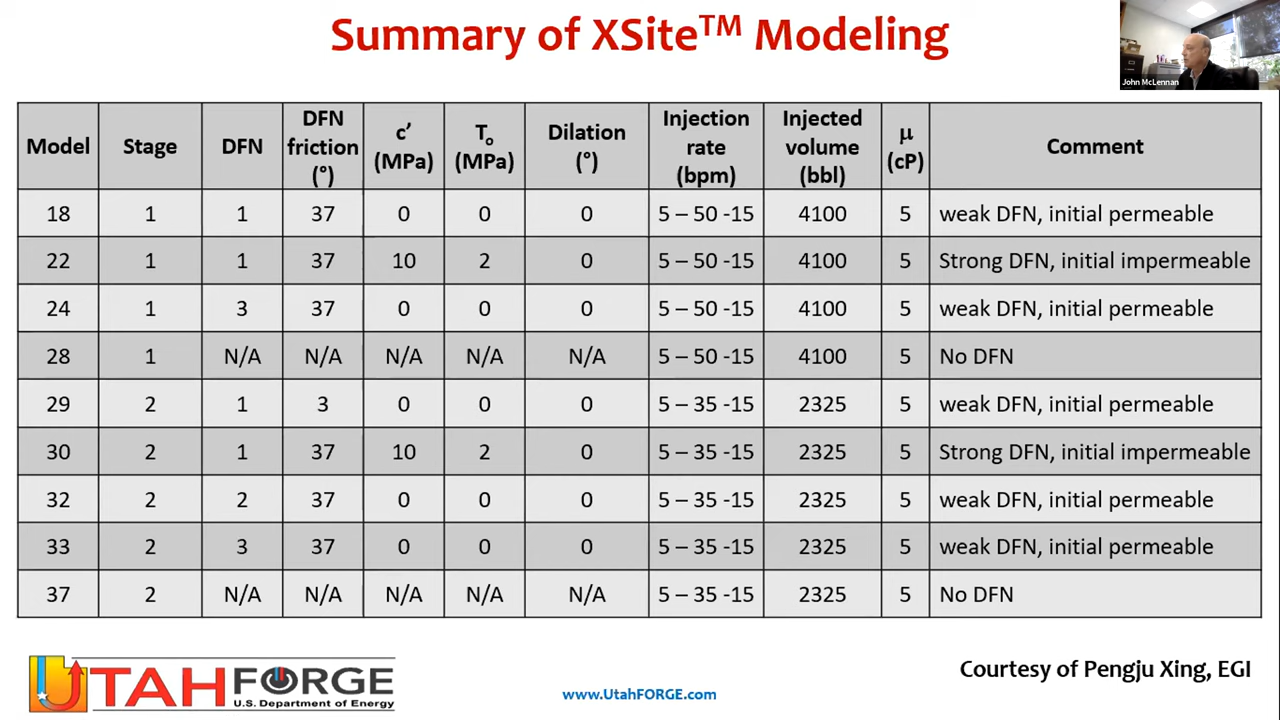 Summary of XSite™ Modeling
John McLennan
Model Stage DFN DFN friction (°) c’ (MPa) To (MPa) Dilation (°) Injection rate (bpm) Injected volume (bbl) μ (cP) Comment
18 1 1 37 0 0 0 5 – 50 -15 4100 5 weak DFN, initial permeable
22 1 1 37 10 2 0 5 – 50 -15 4100 5 Strong DFN, initial impermeable
24 1 3 37 0 0 0 5 – 50 -15 4100 5 weak DFN, initial permeable
28 1 N/A N/A N/A N/A N/A 5 – 50 -15 4100 5 No DFN
29 2 1 3 0 0 0 5 – 35 -15 2325 5 weak DFN, initial permeable
30 2 1 37 10 2 0 5 – 35 -15 2325 5 Strong DFN, initial impermeable
32 2 2 37 0 0 0 5 – 35 -15 2325 5 weak DFN, initial permeable
33 2 3 37 0 0 0 5 – 35 -15 2325 5 weak DFN, initial permeable
37 2 N/A N/A N/A N/A N/A 5 – 35 -15 2325 5 No DFN
UTAH FORGE
U.S. Department of Energy
www.UtahFORGE.com
Courtesy of Pengju Xing, EGI